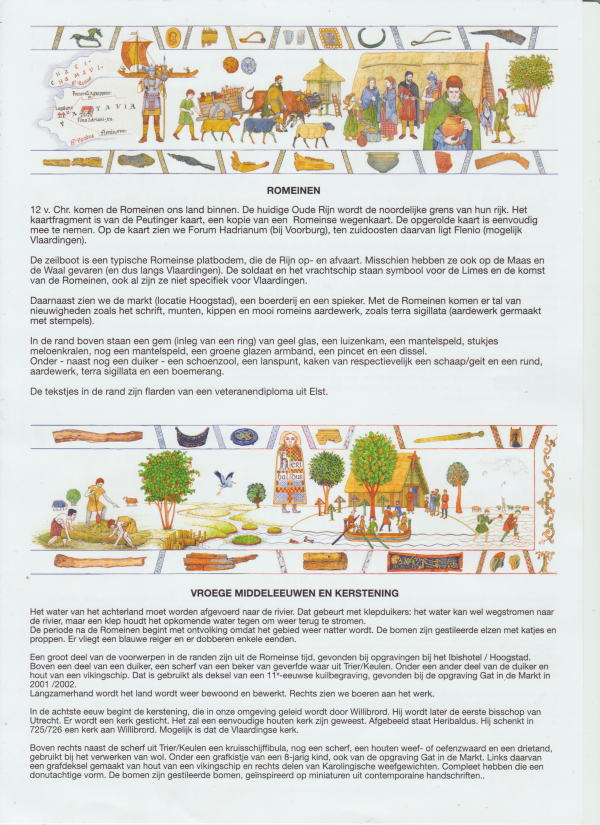 CHA CI-
HAMAVI-
PATAVIA
ROMEINEN
12 v. Chr. komen de Romeinen ons land binnen. De huidige Oude Rijn wordt de noordelijke grens van hun rijk. Het
kaartfragment is van de Peutinger kaart, een kopie van een Romeinse wegenkaart. De opgerolde kaart is eenvoudig
mee te nemen. Op de kaart zien we Forum Hadrianum (bij Voorburg), ten zuidoosten daarvan ligt Flenio (mogelijk
Vlaardingen).
De zeilboot is een typische Romeinse platbodem, die de Rijn op- en afvaart. Misschien hebben ze ook op de Maas en
de Waal gevaren (en dus langs Vlaardingen). De soldaat en het vrachtschip staan symbool voor de Limes en de komst
van de Romeinen, ook al zijn ze niet specifiek voor Vlaardingen.
Daarnaast zien we de markt (locatie Hoogstad), een boerderij en een spieker. Met de Romeinen komen er tal van
nieuwigheden zoals het schrift, munten, kippen en mooi romeins aardewerk, zoals terra sigillata (aardewerk germaakt
met stempels).
In de rand boven staan een gem (inleg van een ring) van geel glas, een luizenkam, een mantelspeld, stukjes
meloenkralen, nog een mantelspeld, een groene glazen armband, een pincet en een dissel.
Onder - naast nog een duiker - een schoenzool, een lanspunt, kaken van respectievelijk een schaap/geit en een rund,
aardewerk, terra sigillata en een boemerang.
De tekstjes in de rand zijn flarden van een veteranendiploma uit Elst.
heri
baldus
VROEGE MIDDELEEUWEN EN KERSTENING
Het water van het achterland moet worden afgevoerd naar de rivier. Dat gebeurt met klepduikers: het water kan wel wegstromen naar
de rivier, maar een klep houdt het opkomende water tegen om weer terug te stromen.
De periode na de Romeinen begint met ontvolking omdat het gebied weer natter wordt. De bomen zijn gestileerde elzen met katjes en
proppen. Er vliegt een blauwe reiger en er dobberen enkele eenden.
Een groot deel van de voorwerpen in de randen zijn uit de Romeinse tijd, gevonden bij opgravingen bij het Ibishotel / Hoogstad.
Boven een deel van een duiker, een scherf van een beker van geverfde waar uit Trier/Keulen. Onder een ander deel van de duiker en
hout van een vikingschip. Dat is gebruikt als deksel van een 11e-eeuwse kuilbegraving, gevonden bij de opgraving Gat in de Markt in
2001 /2002.
Langzamerhand wordt het land wordt weer bewoond en bewerkt. Rechts zien we boeren aan het werk.
In de achtste eeuw begint de kerstening, die in onze omgeving geleid wordt door Willibrord. Hij wordt later de eerste bisschop van
Utrecht. Er wordt een kerk gesticht. Het zal een eenvoudige houten kerk zijn geweest. Afgebeeld staat Heribaldus. Hij schenkt in
725/726 een kerk aan Willibrord. Mogelijk is dat de Vlaardingse kerk.
Boven rechts naast de scherf uit Trier/Keulen een kruisschijffibula, nog een scherf, een houten weef- of oefenzwaard en een drietand,
gebruikt bij het verwerken van wol. Onder een grafkistje van een 8-jarig kind, ook van de opgraving Gat in de Markt. Links daarvan
een grafdeksel gemaakt van hout van een vikingschip en rechts delen van Karolingische weefgewichten. Compleet hebben die een
donutachtige vorm. De bomen zijn gestileerde bomen, geïnspireerd op miniaturen uit contemporaine handschriften..